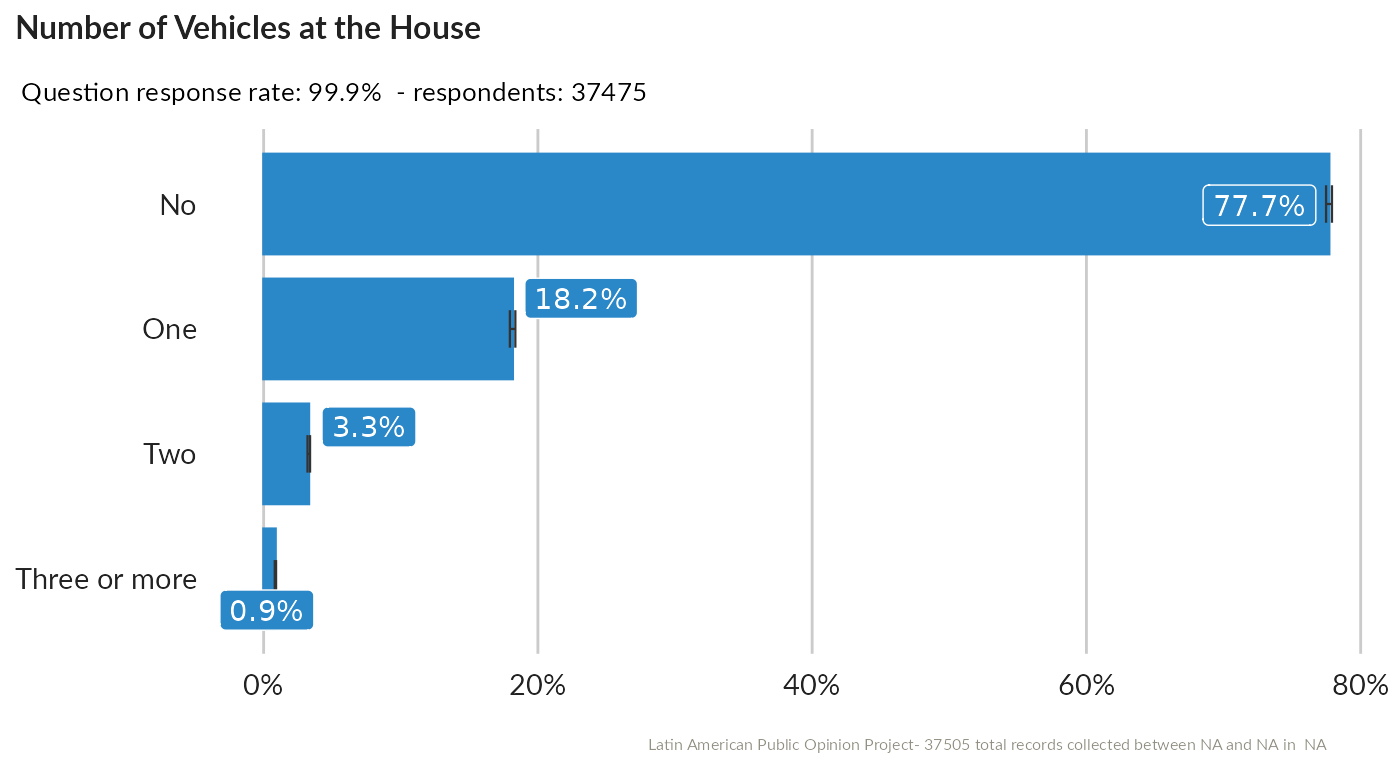 Number of Vehicles at the House
Question response rate: 99.9%  - respondents: 37475
No
77.7%
One
18.2%
Two
3.3%
Three or more
0.9%
0% 20% 40% 60% 80%
Latin American Public Opinion Project- 37505 total records collected between NA and NA in  NA